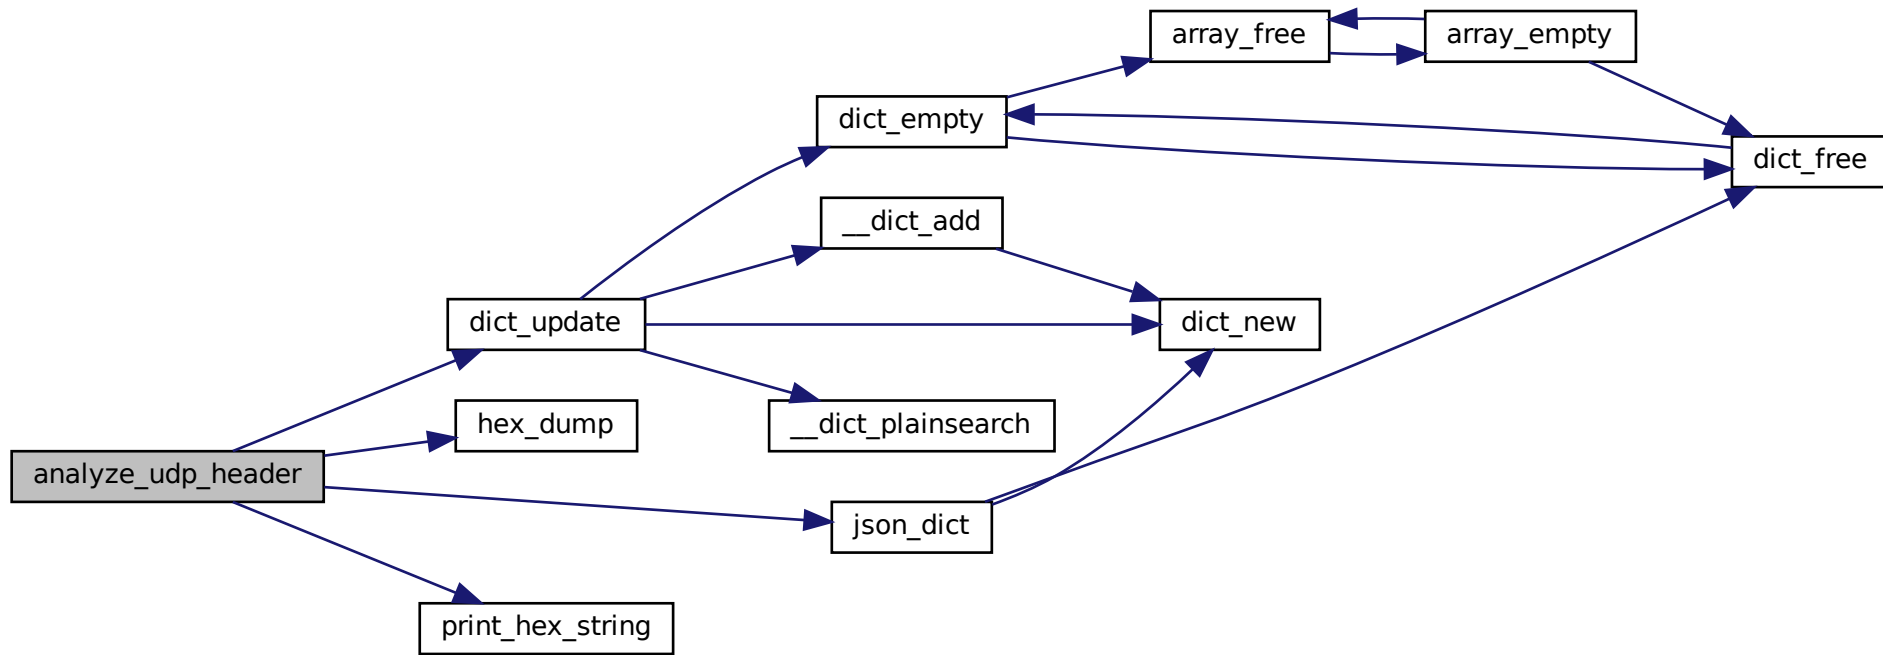 array_free
array_empty
dict_empty
dict_free
__dict_add
dict_update
dict_new
hex_dump
__dict_plainsearch
analyze_udp_header
json_dict
print_hex_string